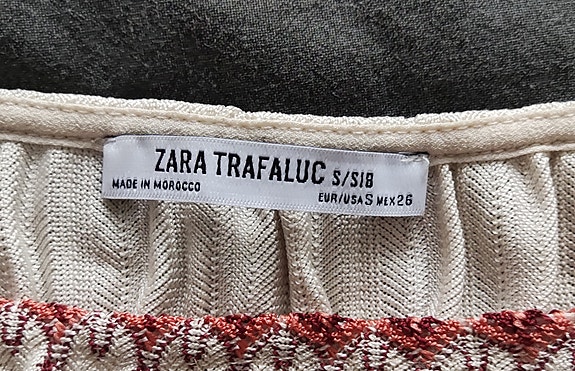 ZARA TRAFALUC S/S18
MADE IN MOROCCO
EUR/USA S MEX 26